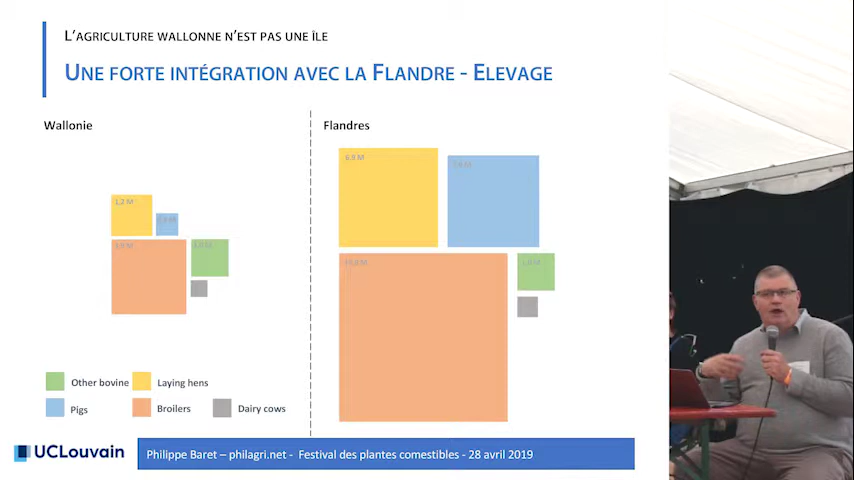 L'AGRICULTURE WALLONNE N'EST PAS UNE ÎLE
UNE FORTE INTÉGRATION AVEC LA FLANDRE - ELEVAGE
Wallonie
Flandres
1,2 M
6.9 M
1,0 M
Other bovine
Laying hens
Pigs
Broilers
Dairy cows
UCLouvain
Philippe Baret – philagri.net - Festival des plantes comestibles - 28 avril 2019